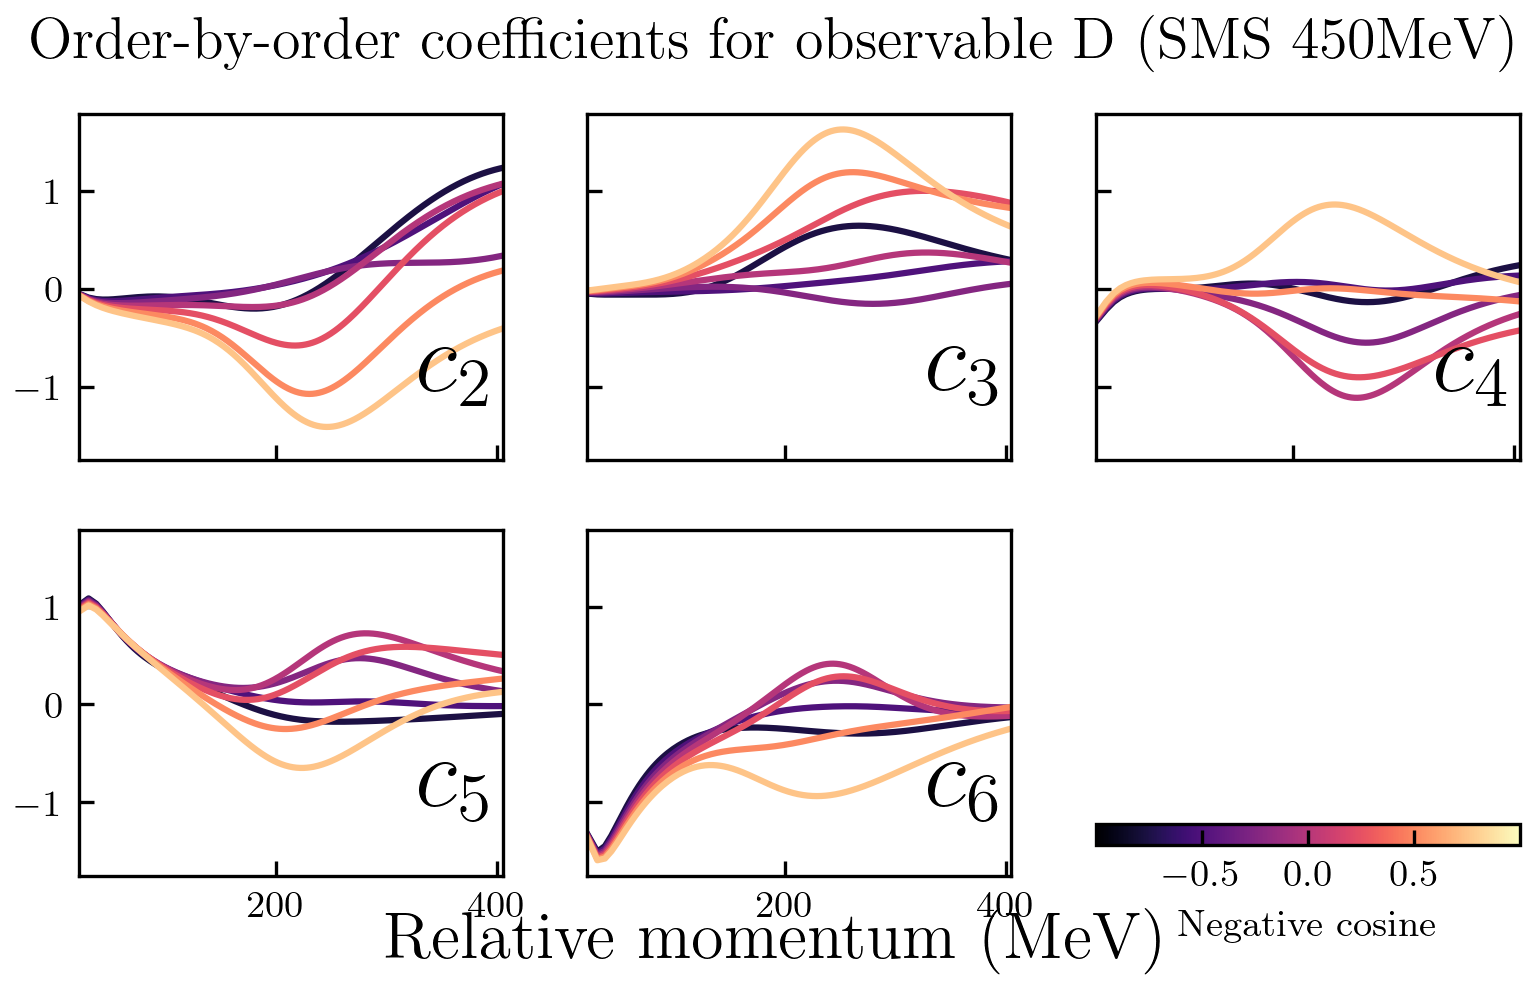 Order-by-order coefficients for observable D (SMS 450MeV)
1
0
−1
c2
c3
c4
1
0
−1
c5
c6
200
400
200
400
−0.5
0.0
0.5
Negative cosine
Relative momentum (MeV)